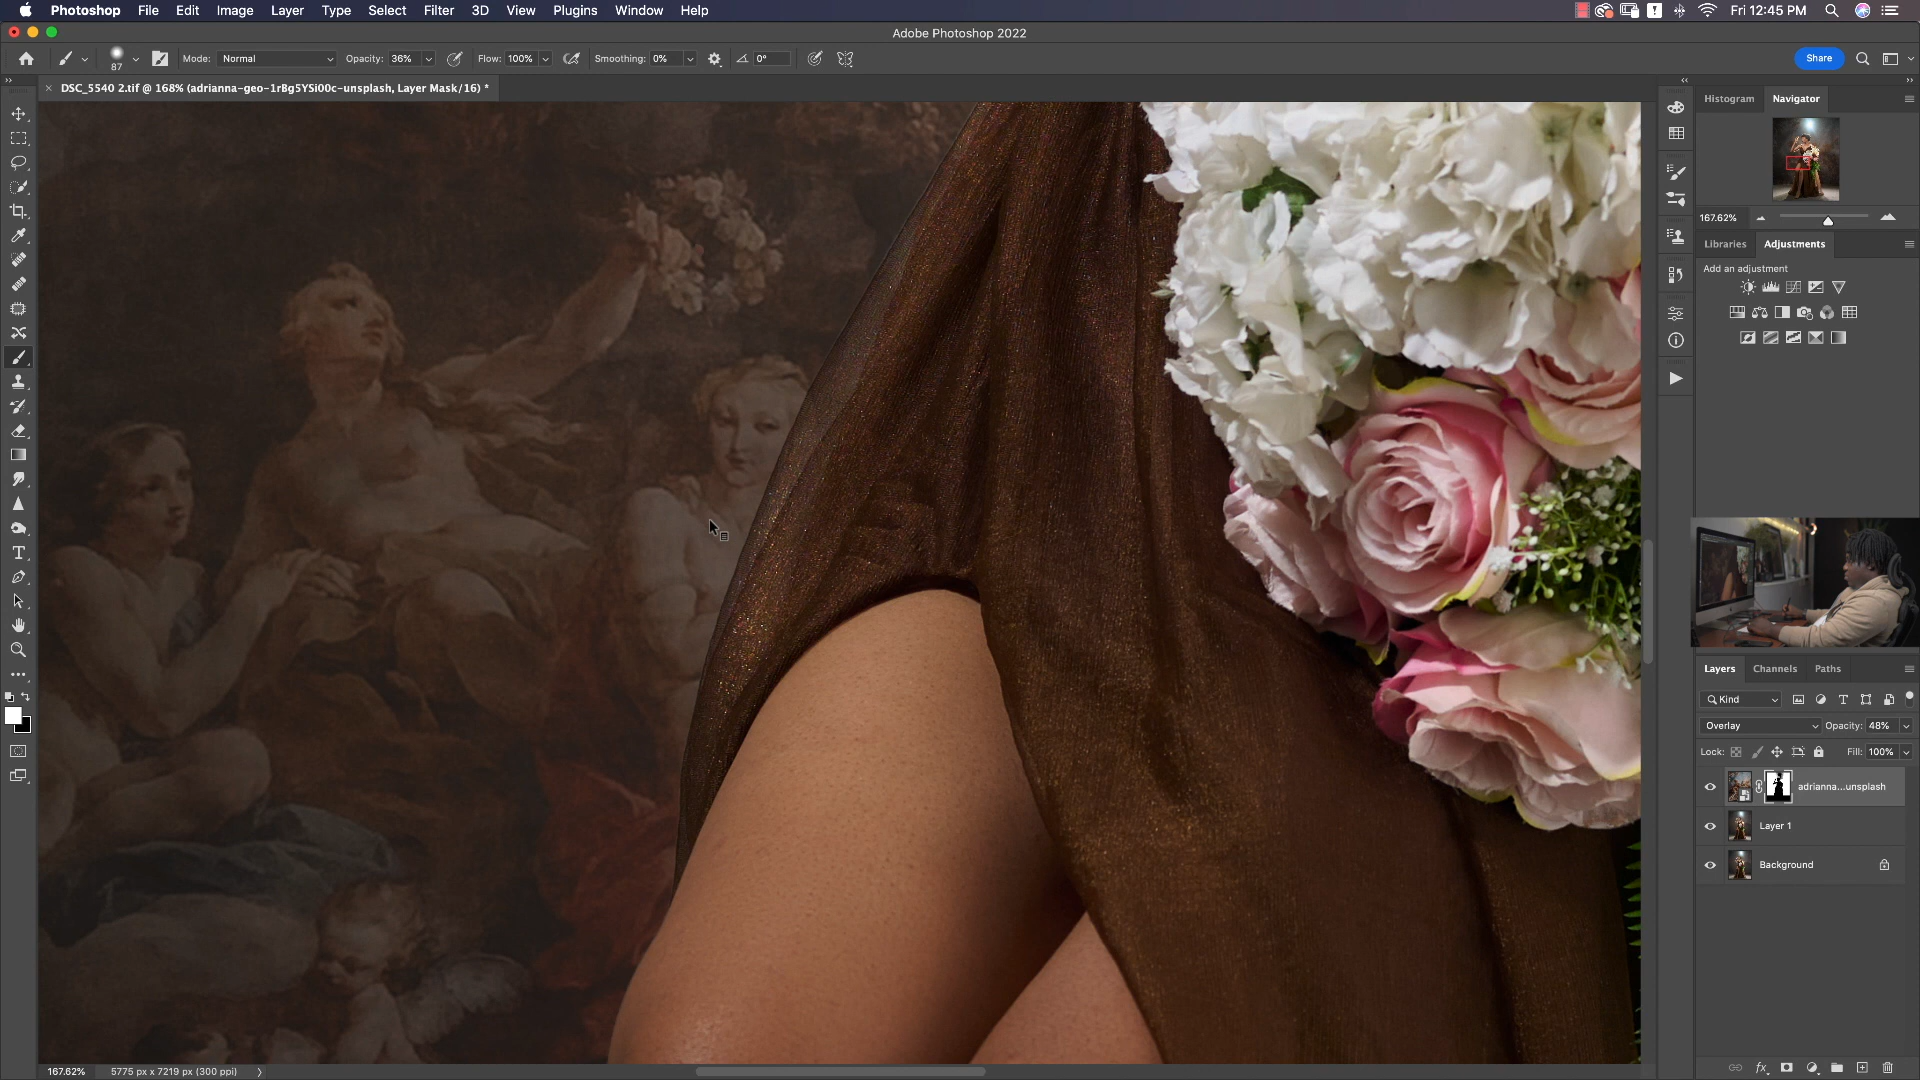 Photoshop File Edit Image Layer Type Select Filter 3D View Plugins Window Help Fri 12:45 PM
Adobe Photoshop 2022
87 Mode: Normal Opacity: 36% Flow: 100% Smoothing: 0% 0° Share
DSC_5540 2.tif @ 168% (adrianna-geo-1rBg5YSi00c-unsplash, Layer Mask/16) *
Histogram Navigator
167.62%
Libraries Adjustments
Add an adjustment
Layers Channels Paths
Kind
Overlay Opacity: 48%
Lock: Fill: 100%
adrianna...unsplash
Layer 1
Background
167.62% 5775 px x 7219 px (300 ppi)